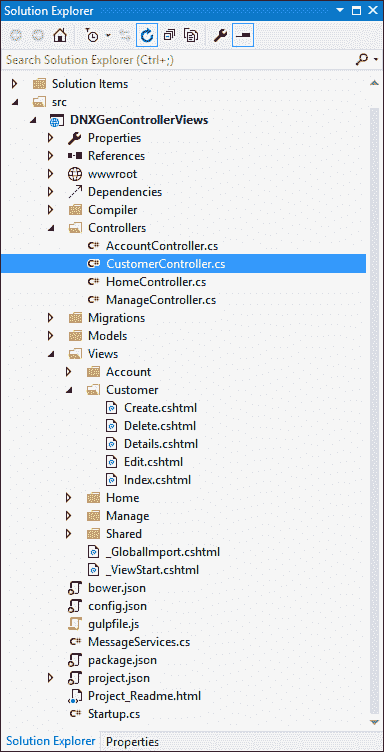 Solution Explorer
Search Solution Explorer (Ctrl+;)
Solution Items
src
DNXGenControllerViews
Properties
References
wwwroot
Dependencies
Compiler
Controllers
C# AccountController.cs
C# CustomerController.cs
C# HomeController.cs
C# ManageController.cs
Migrations
Models
Views
Account
Customer
Create.cshtml
Delete.cshtml
Details.cshtml
Edit.cshtml
Index.cshtml
Home
Manage
Shared
_GlobalImport.cshtml
_ViewStart.cshtml
bower.json
config.json
gulpfile.js
C# MessageServices.cs
package.json
project.json
Project_Readme.html
C# Startup.cs
Solution Explorer Properties